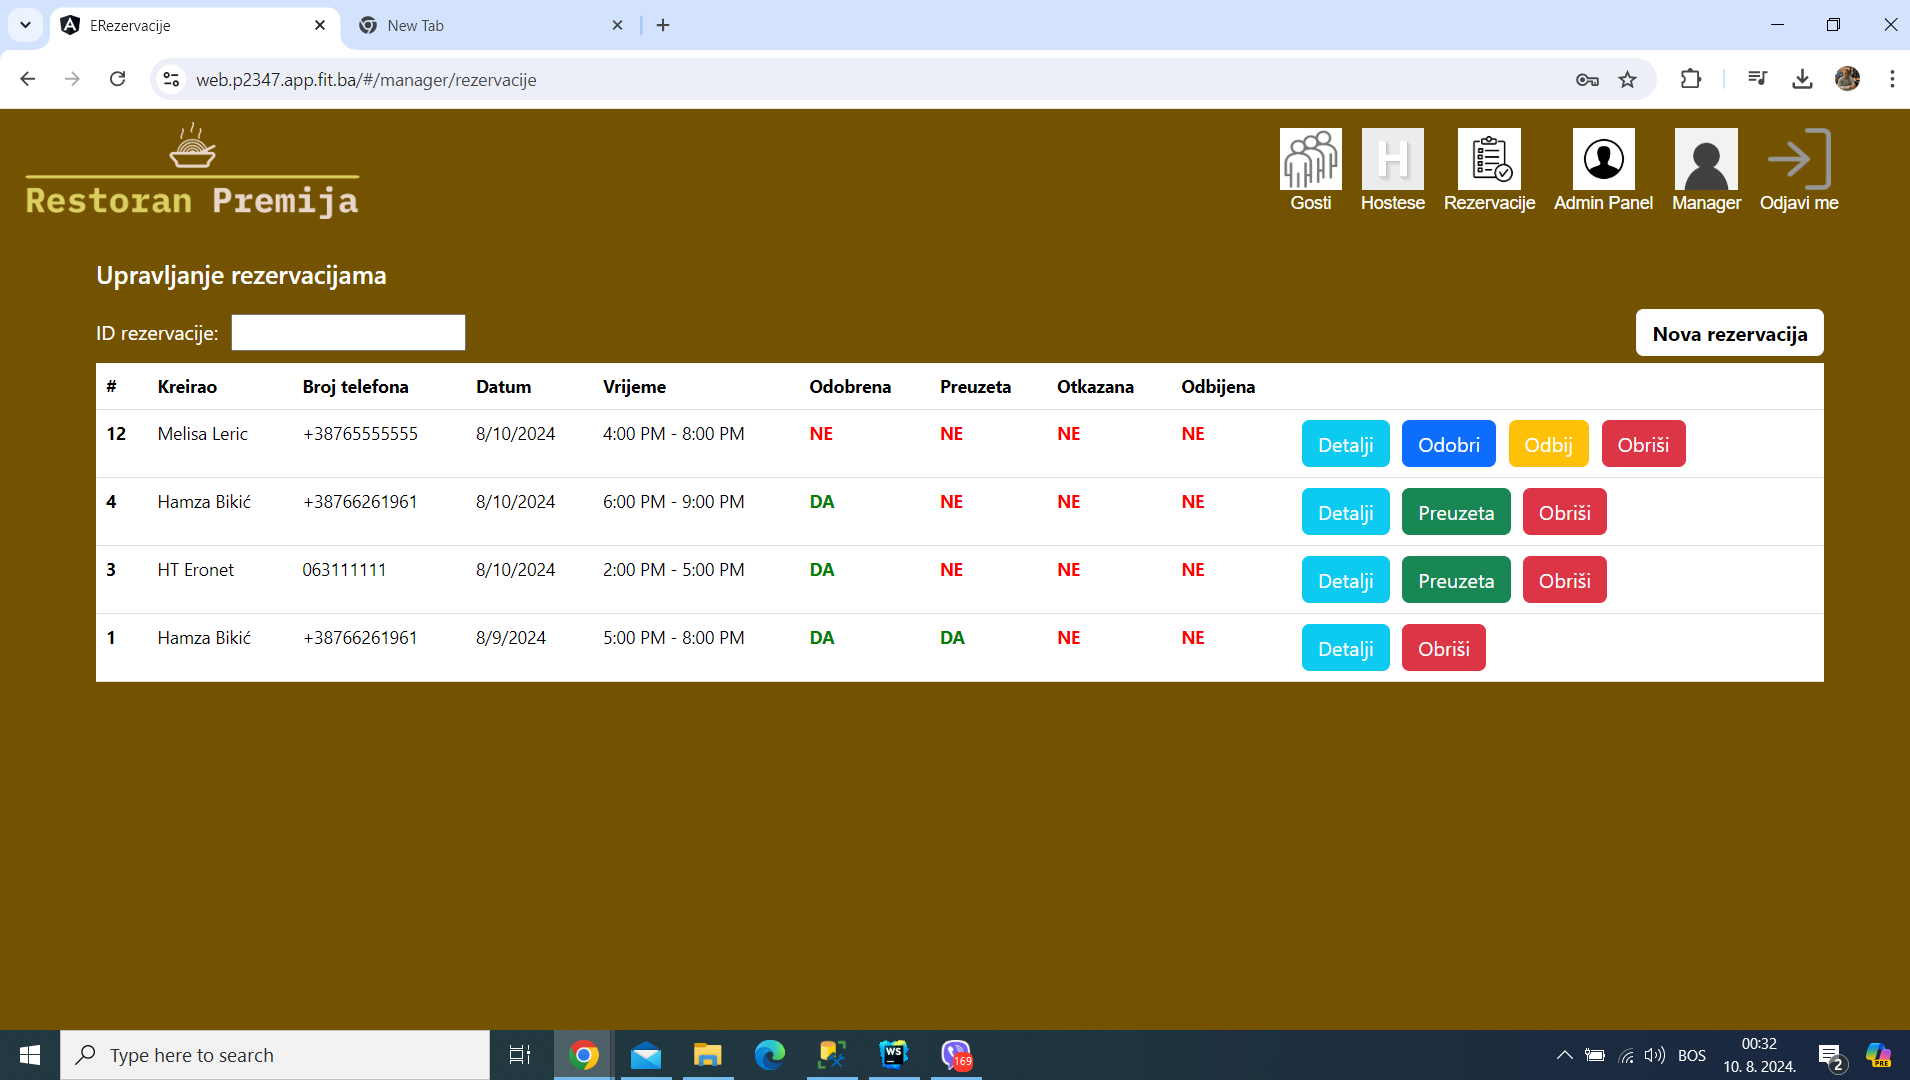 ERezervacije
New Tab
web.p2347.app.fit.ba/#/manager/rezervacije
Restoran Premija
Gosti
H
Hostese
Rezervacije
Admin Panel
Manager
Odjavi me
Upravljanje rezervacijama
ID rezervacije:
Nova rezervacija
# Kreirao Broj telefona Datum Vrijeme Odobrena Preuzeta Otkazana Odbijena
12 Melisa Leric +38765555555 8/10/2024 4:00 PM - 8:00 PM NE NE NE NE Detalji Odobri Odbij Obriši
4 Hamza Bikić +38766261961 8/10/2024 6:00 PM - 9:00 PM DA NE NE NE Detalji Preuzeta Obriši
3 HT Eronet 063111111 8/10/2024 2:00 PM - 5:00 PM DA NE NE NE Detalji Preuzeta Obriši
1 Hamza Bikić +38766261961 8/9/2024 5:00 PM - 8:00 PM DA DA NE NE Detalji Obriši
Type here to search
WS
169
BOS
00:32
10. 8. 2024.
2
PRE